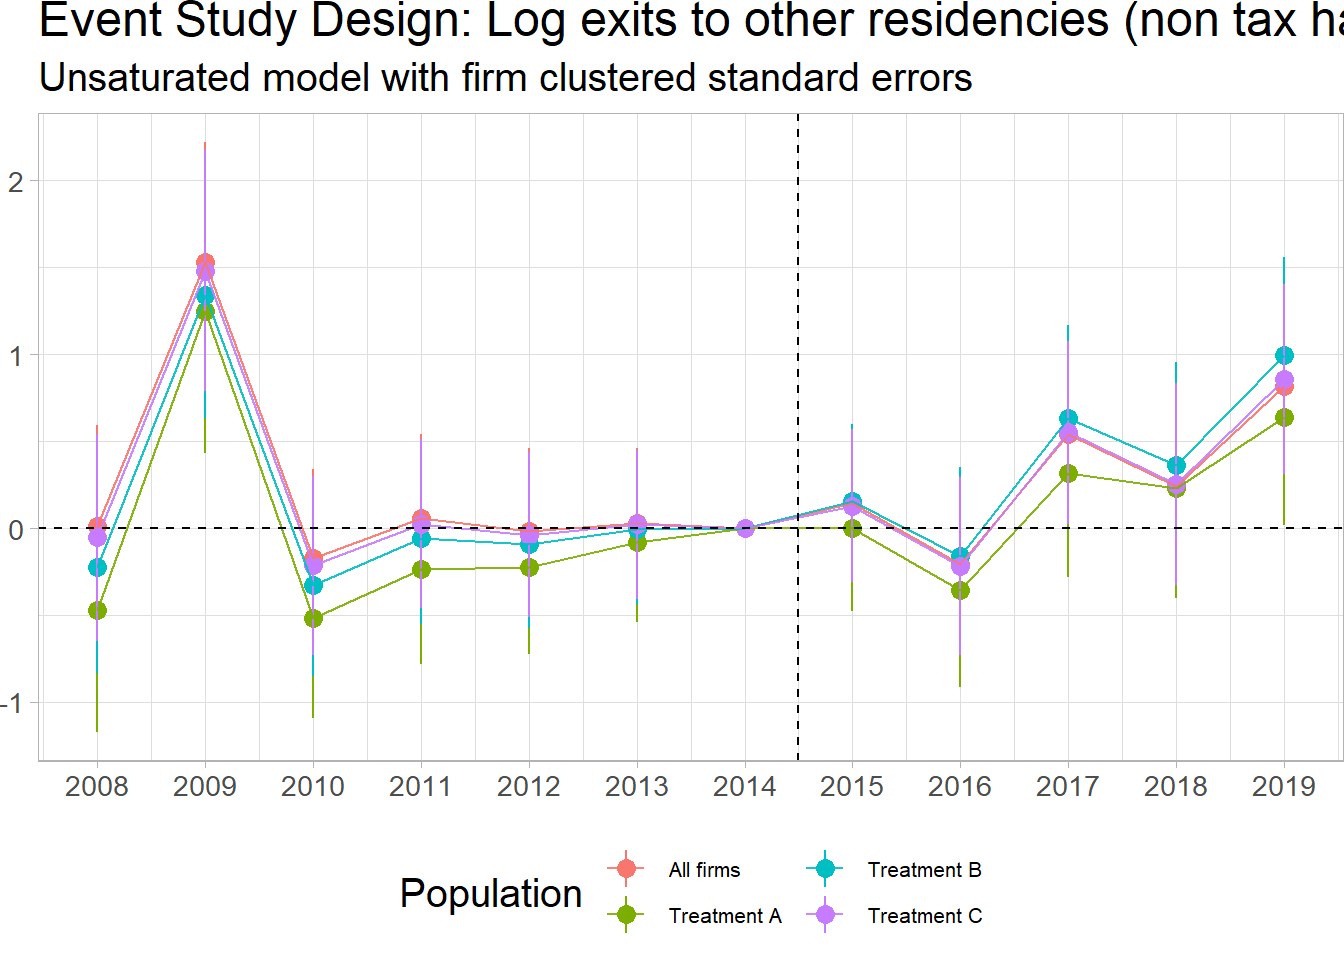 Event Study Design: Log exits to other residencies (non tax
Unsaturated model with firm clustered standard errors
2
1
0
-1
2008 2009 2010 2011 2012 2013 2014 2015 2016 2017 2018 2019
Population
All firms
Treatment A
Treatment B
Treatment C